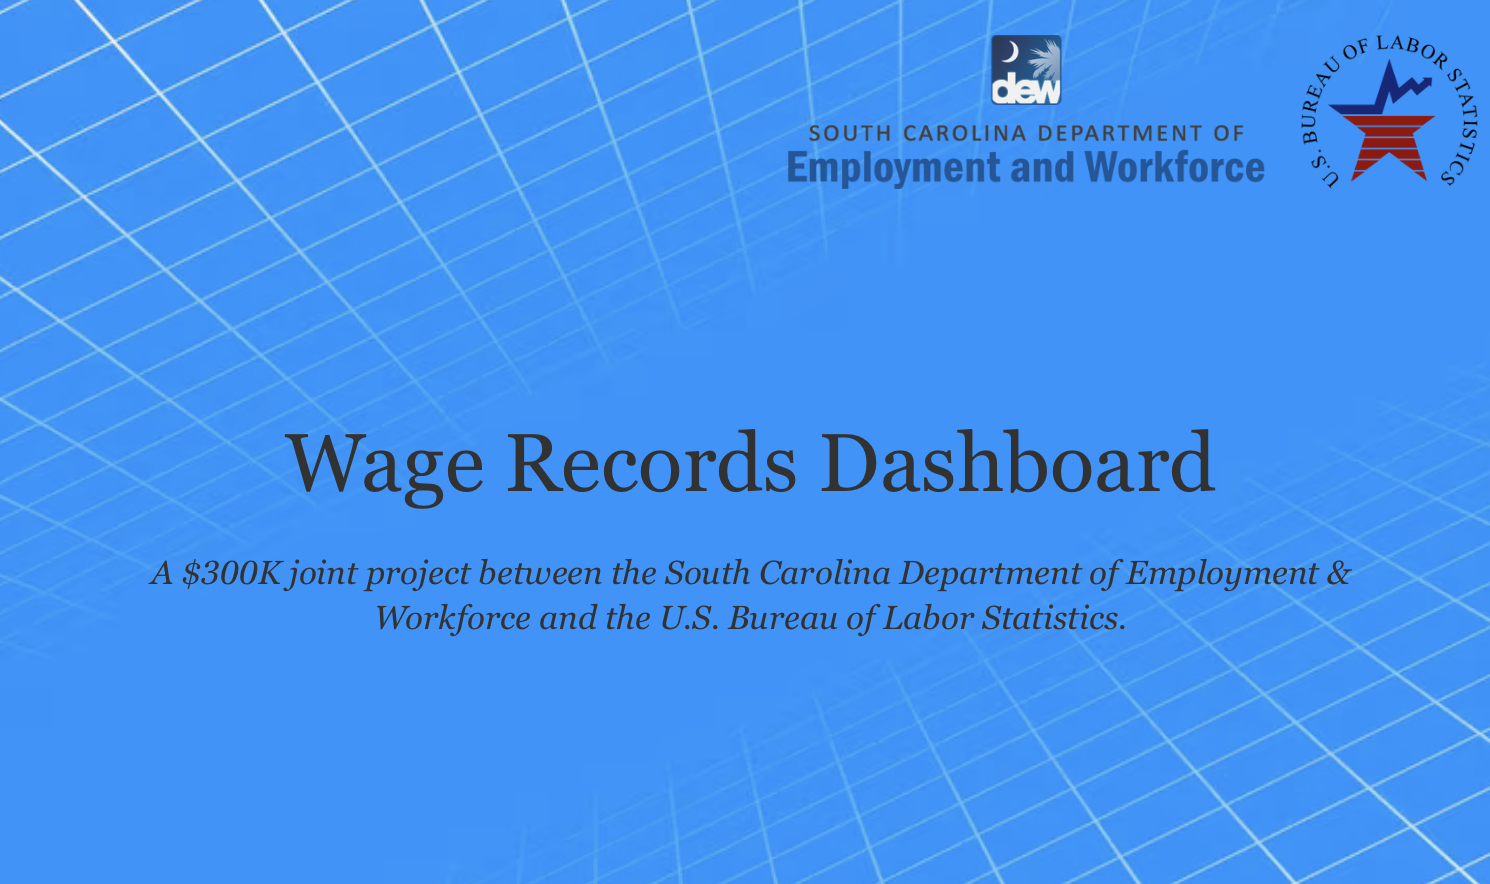 dew
SOUTH CAROLINA DEPARTMENT OF
Employment and Workforce
U.S. BUREAU OF LABOR STATISTICS
Wage Records Dashboard
A $300K joint project between the South Carolina Department of Employment &
Workforce and the U.S. Bureau of Labor Statistics.